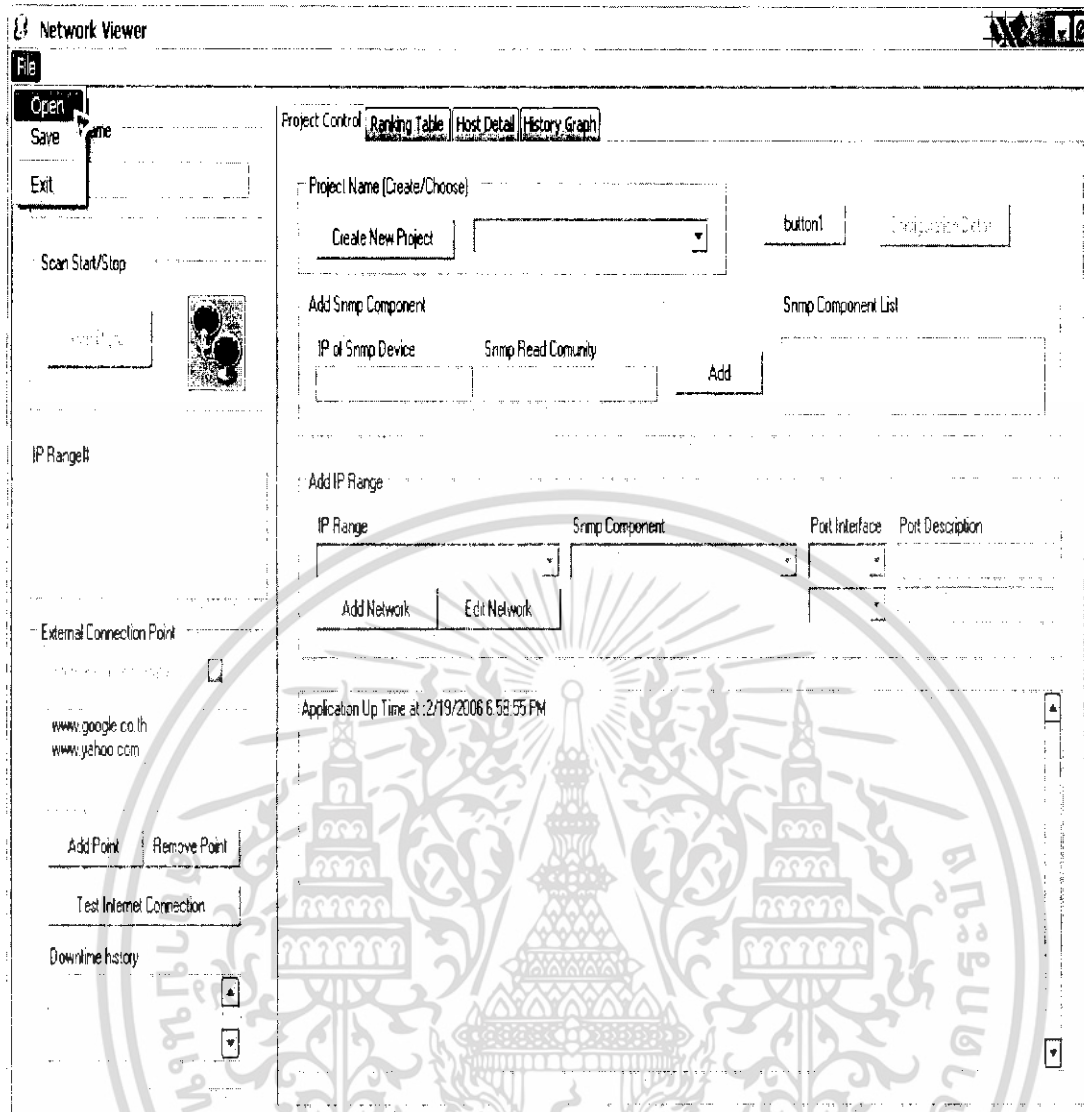 Network Viewer
File
Open
Save
Exit
Project Control
Ranking Table
Host Detail
History Graph
Project Name (Create/Choose)
Create New Project
button1
Scan Start/Stop
Add Snmp Component
Snmp Component List
IP of Snmp Device
Snmp Read Comunity
Add
IP Range#
Add IP Range
IP Range
Snmp Component
Port Interface
Port Description
Add Network
Edit Network
External Connection Point
Application Up Time at :2/19/2006 6:58:55 PM
www.google.co.th
www.yahoo.com
Add Point
Remove Point
Test Internet Connection
Downtime history